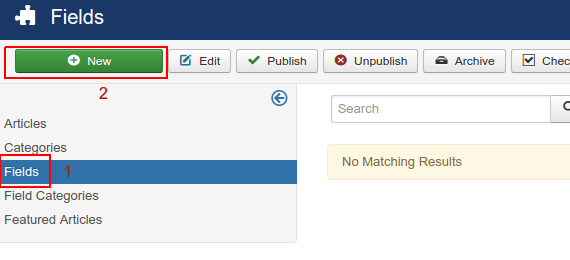 Fields
New
Edit
Publish
Unpublish
Archive
Chec
2
Articles
Search
Categories
Fields
1
No Matching Results
Field Categories
Featured Articles